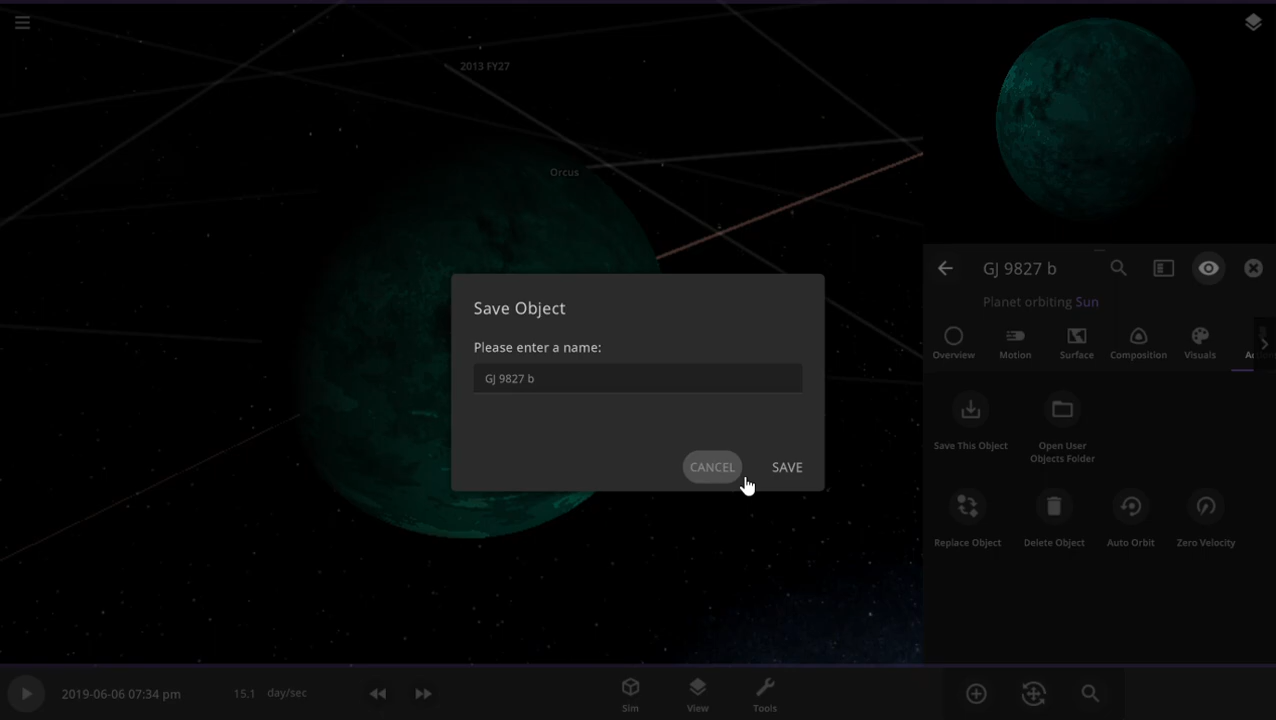 2013 FY27
Orcus
Save Object
Please enter a name:
GJ 9827 b
CANCEL
SAVE
GJ 9827 b
Planet orbiting Sun
Overview
Motion
Surface
Composition
Visuals
Save This Object
Open User
Objects Folder
Replace Object
Delete Object
Auto Orbit
Zero Velocity
2019-06-06 07:34 pm
15.1 day/sec
Sim
View
Tools